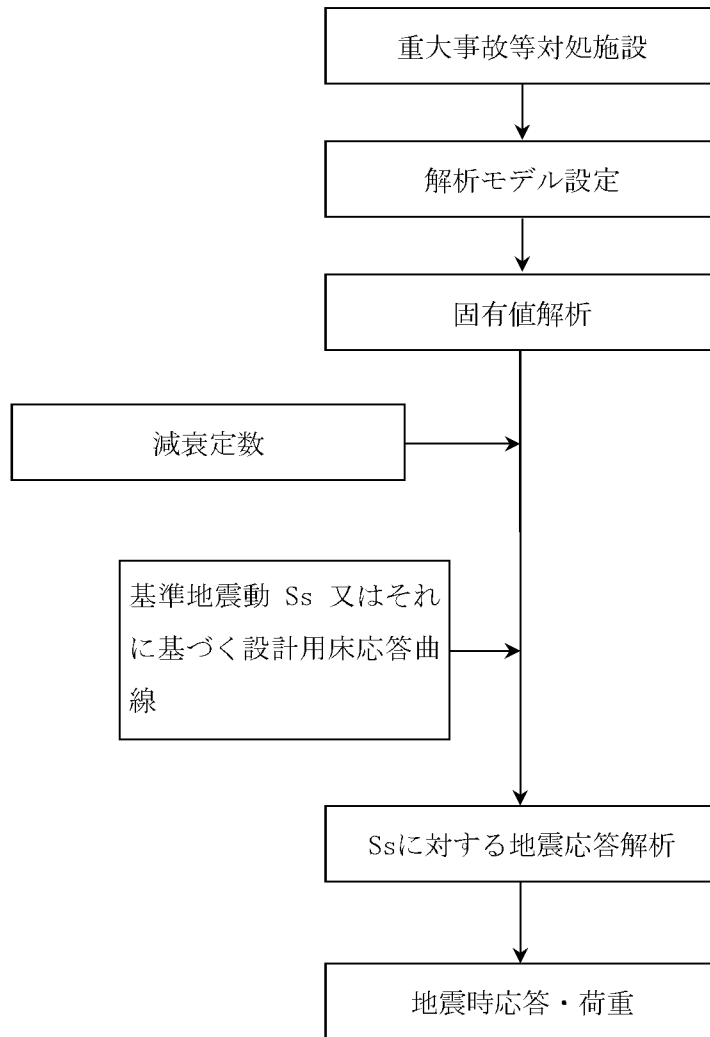 重大事故等対処施設
解析モデル設定
固有値解析
減衰定数
基準地震動 Ss 又はそれ
に基づく設計用床応答曲
線
Ssに対する地震応答解析
地震時応答・荷重